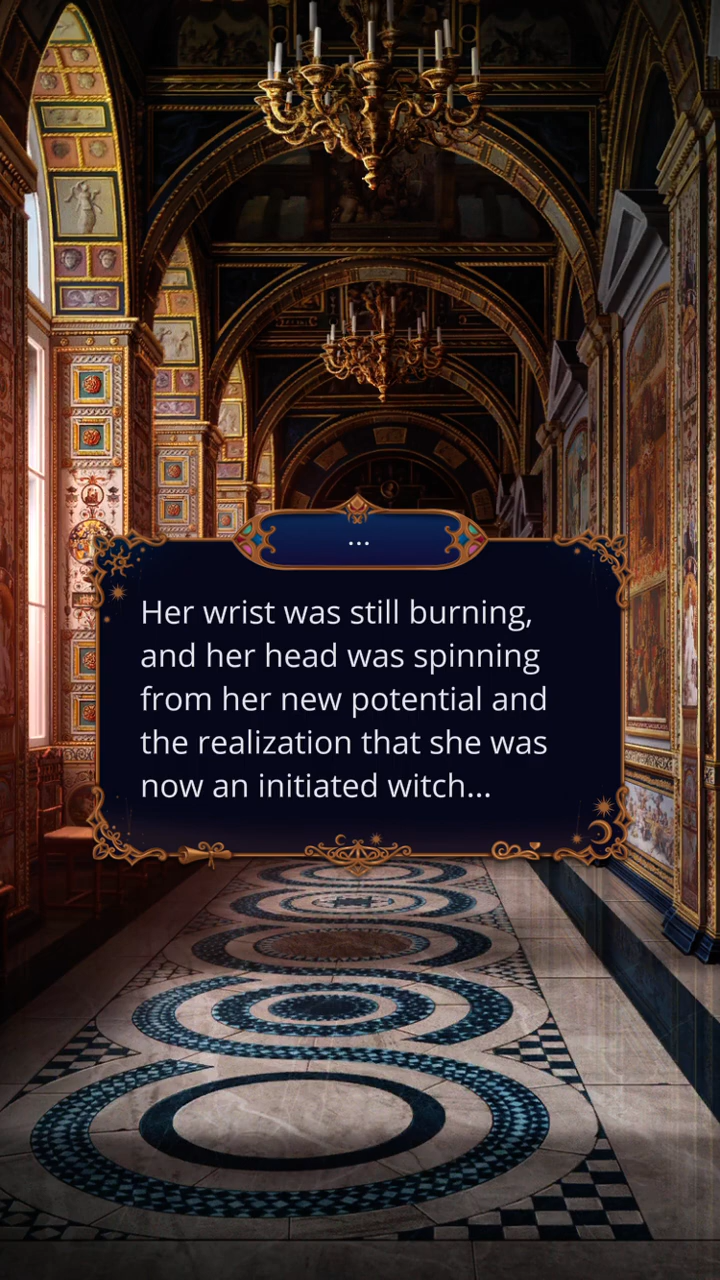 ...
Her wrist was still burning,
and her head was spinning
from her new potential and
the realization that she was
now an initiated witch...